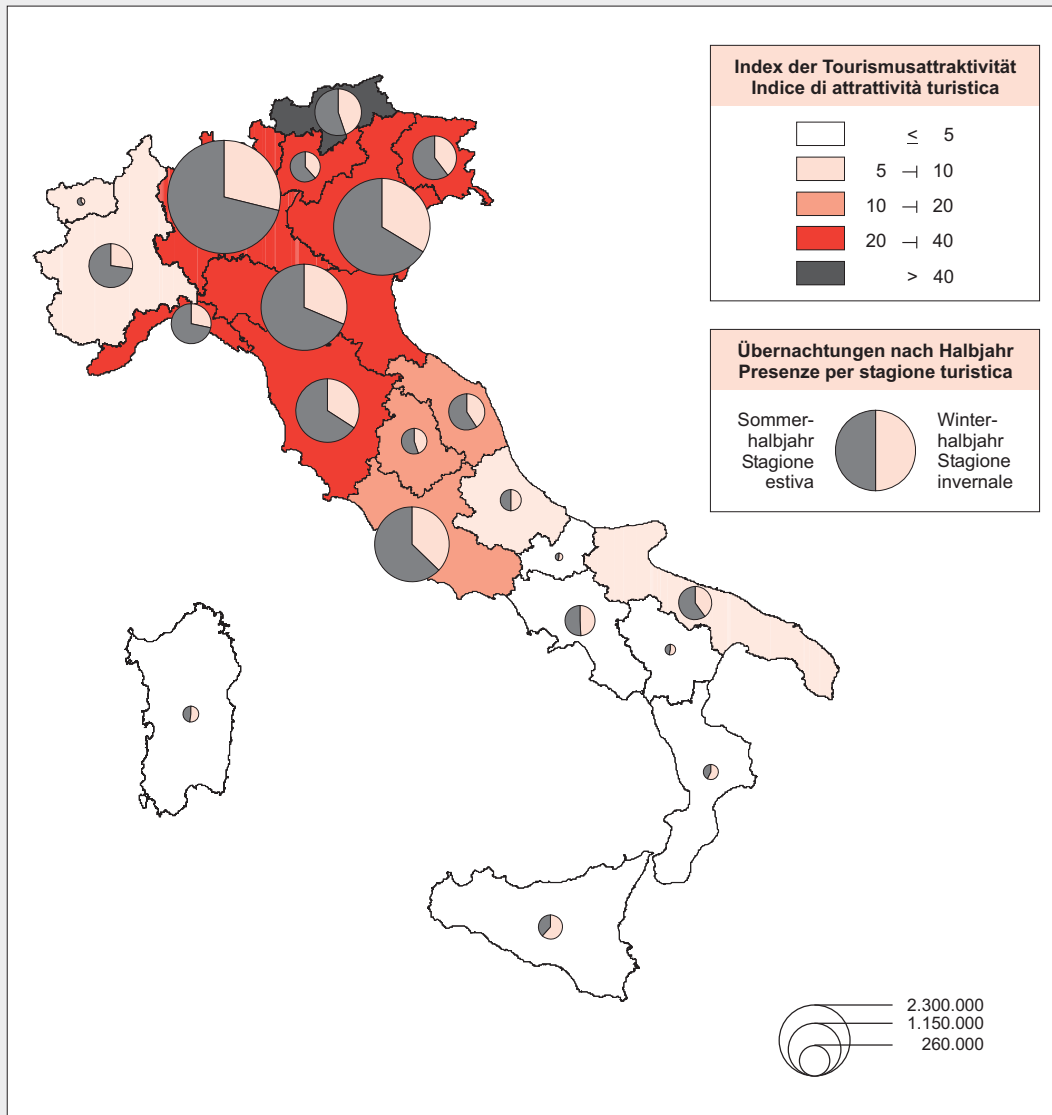 Index der Tourismusattraktivität
Indice di attrattività turistica
≤ 5
5 ⊣ 10
10 ⊣ 20
20 ⊣ 40
> 40
Übernachtungen nach Halbjahr
Presenze per stagione turistica
Sommer-
halbjahr
Stagione
estiva
Winter-
halbjahr
Stagione
invernale
2.300.000
1.150.000
260.000